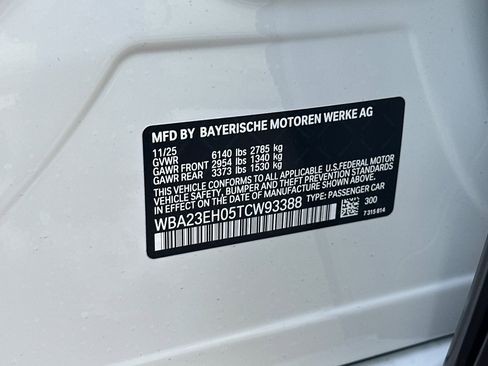 MFD BY BAYERISCHE MOTOREN WERKE AG
11/25
GVWR 6140 lbs 2785 kg
GAWR FRONT 2954 lbs 1340 kg
GAWR REAR 3373 lbs 1530 kg
THIS VEHICLE CONFORMS TO ALL APPLICABLE U.S.FEDERAL MOTOR
VEHICLE SAFETY, BUMPER AND THEFT PREVENTION STANDARDS
IN EFFECT ON THE DATE OF MANUFACTURE SHOWN ABOVE.
WBA23EH05TCW93388 TYPE: PASSENGER CAR
300
7 315 814